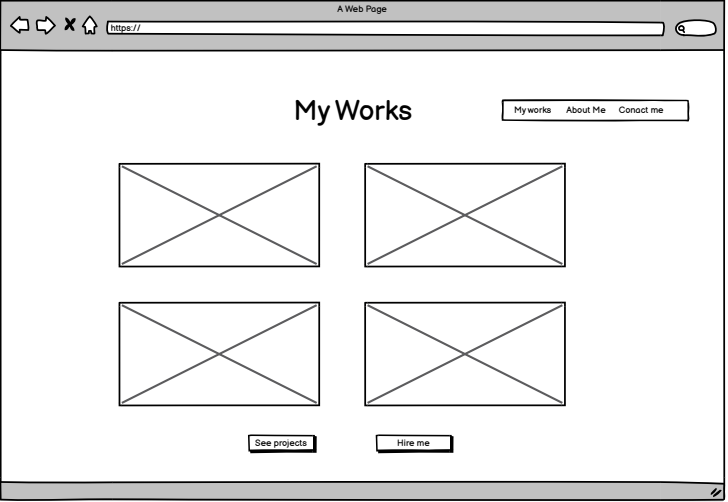 A Web Page
https://
My Works
My works About Me Conact me
See projects Hire me